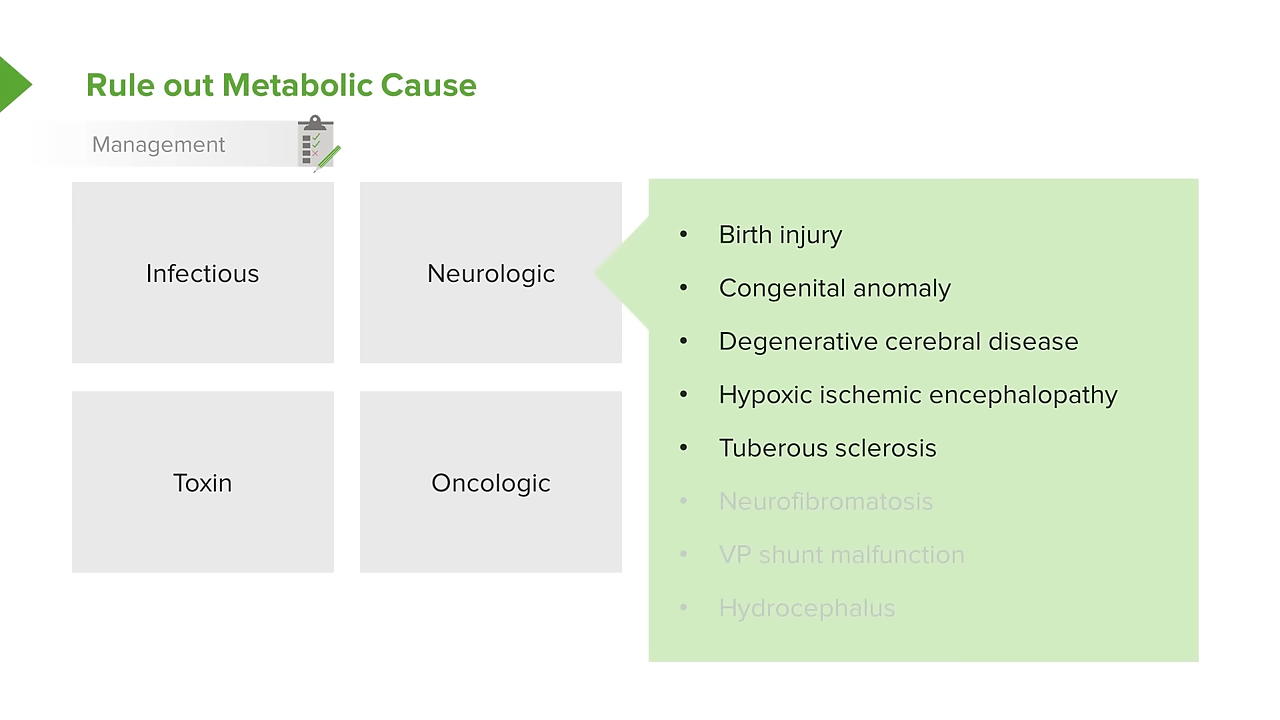 Rule out Metabolic Cause
Management
Infectious
Neurologic
Toxin
Oncologic
• Birth injury
• Congenital anomaly
• Degenerative cerebral disease
• Hypoxic ischemic encephalopathy
• Tuberous sclerosis
• Neurofibromatosis
• VP shunt malfunction
• Hydrocephalus